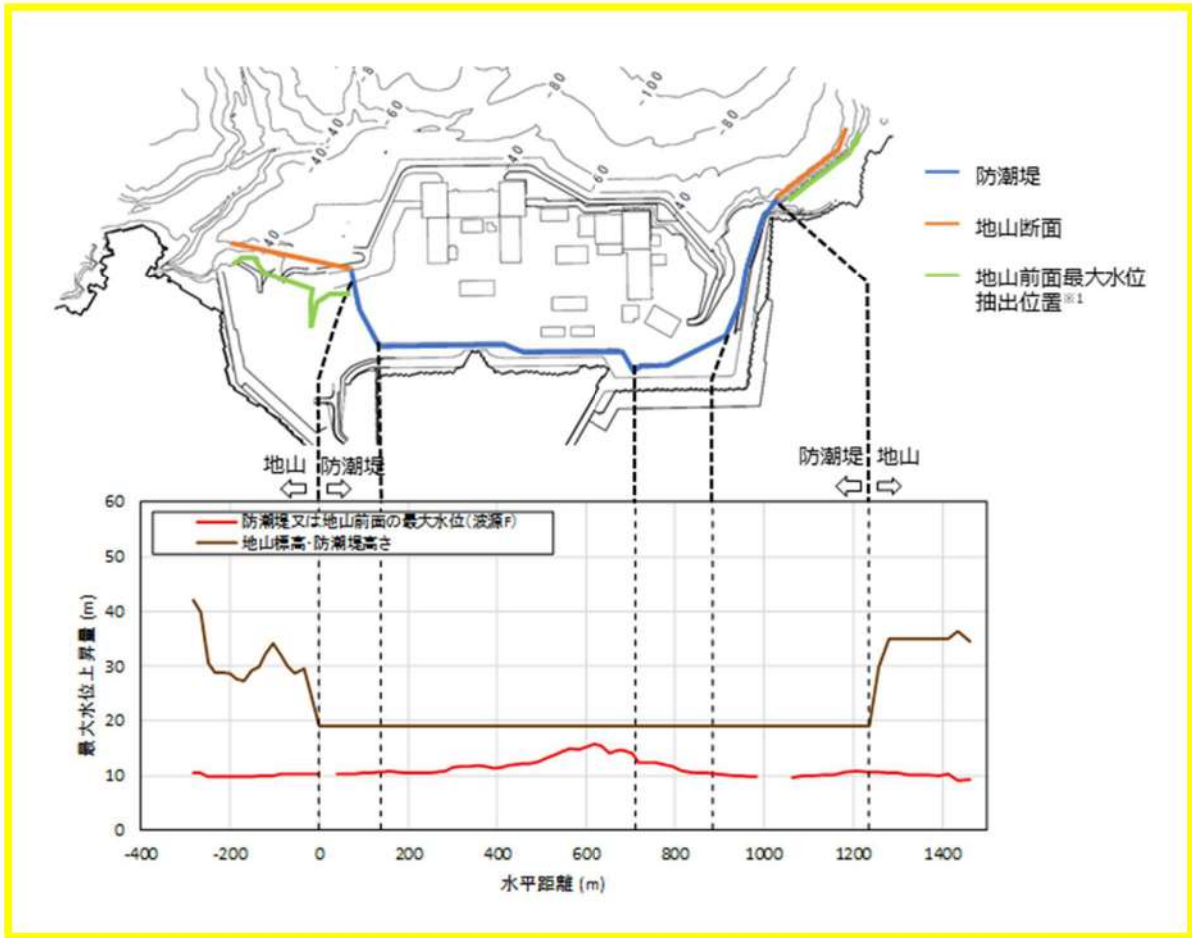 -80
-100
-80
-60
-40
-40
-80
-60
-40
-40
-40
防潮堤
地山断面
地山前面最大水位
抽出位置※1
地山 防潮堤
防潮堤 地山
防潮堤又は地山前面の最大水位(波源F)
地山標高・防潮堤高さ
最大水位上昇量 (m)
60
50
40
30
20
10
0
-400 -200 0 200 400 600 800 1000 1200 1400
水平距離 (m)